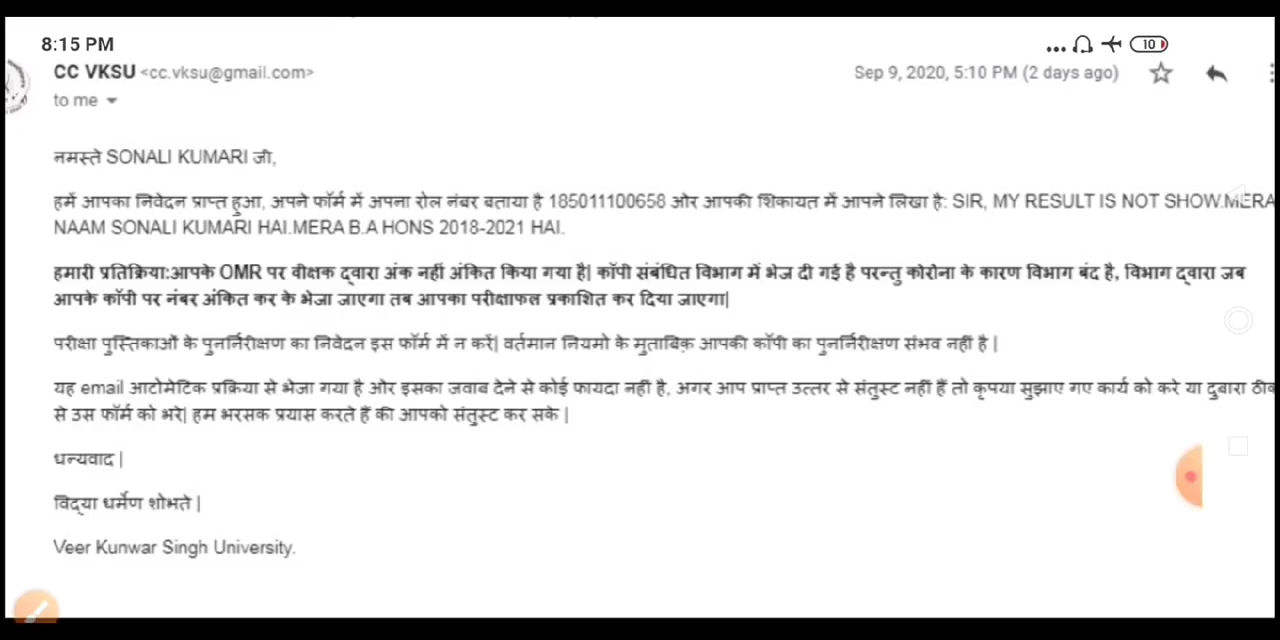 8:15 PM
... 10
CC VKSU <cc.vksu@gmail.com>
Sep 9, 2020, 5:10 PM (2 days ago)
to me
नमस्ते SONALI KUMARI जी,
हमें आपका निवेदन प्राप्त हुआ, अपने फॉर्म में अपना रोल नंबर बताया है 185011100658 ओर आपकी शिकायत में आपने लिखा है: SIR, MY RESULT IS NOT SHOW.MERA
NAAM SONALI KUMARI HAI.MERA B.A HONS 2018-2021 HAI.
हमारी प्रतिक्रिया:आपके OMR पर वीक्षक द्वारा अंक नहीं अंकित किया गया है| कॉपी संबंधित विभाग में भेज दी गई है परन्तु कोरोना के कारण विभाग बंद है, विभाग द्वारा जब
आपके कॉपी पर नंबर अंकित कर के भेजा जाएगा तब आपका परीक्षाफल प्रकाशित कर दिया जाएगा|
परीक्षा पुस्तिकाओं के पुनर्निरीक्षण का निवेदन इस फॉर्म में न करें| वर्तमान नियमो के मुताबिक़ आपकी कॉपी का पुनर्निरीक्षण संभव नहीं है |
यह email आटोमेटिक प्रक्रिया से भेजा गया है ओर इसका जवाब देने से कोई फायदा नहीं है, अगर आप प्राप्त उत्तर से संतुस्ट नहीं हैं तो कृपया सुझाए गए कार्य को करे या दुबारा ठीक
से उस फॉर्म को भरे| हम भरसक प्रयास करते हैं की आपको संतुस्ट कर सके |
धन्यवाद |
विद्या धर्मेण शोभते |
Veer Kunwar Singh University.